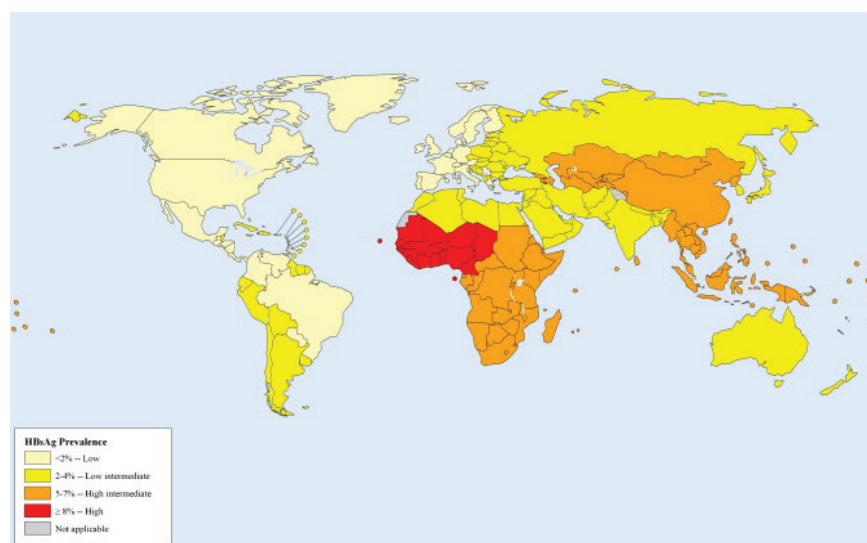 HBsAg Prevalence
<2% -- Low
2-4% -- Low intermediate
5-7% -- High intermediate
≥ 8% -- High
Not applicable